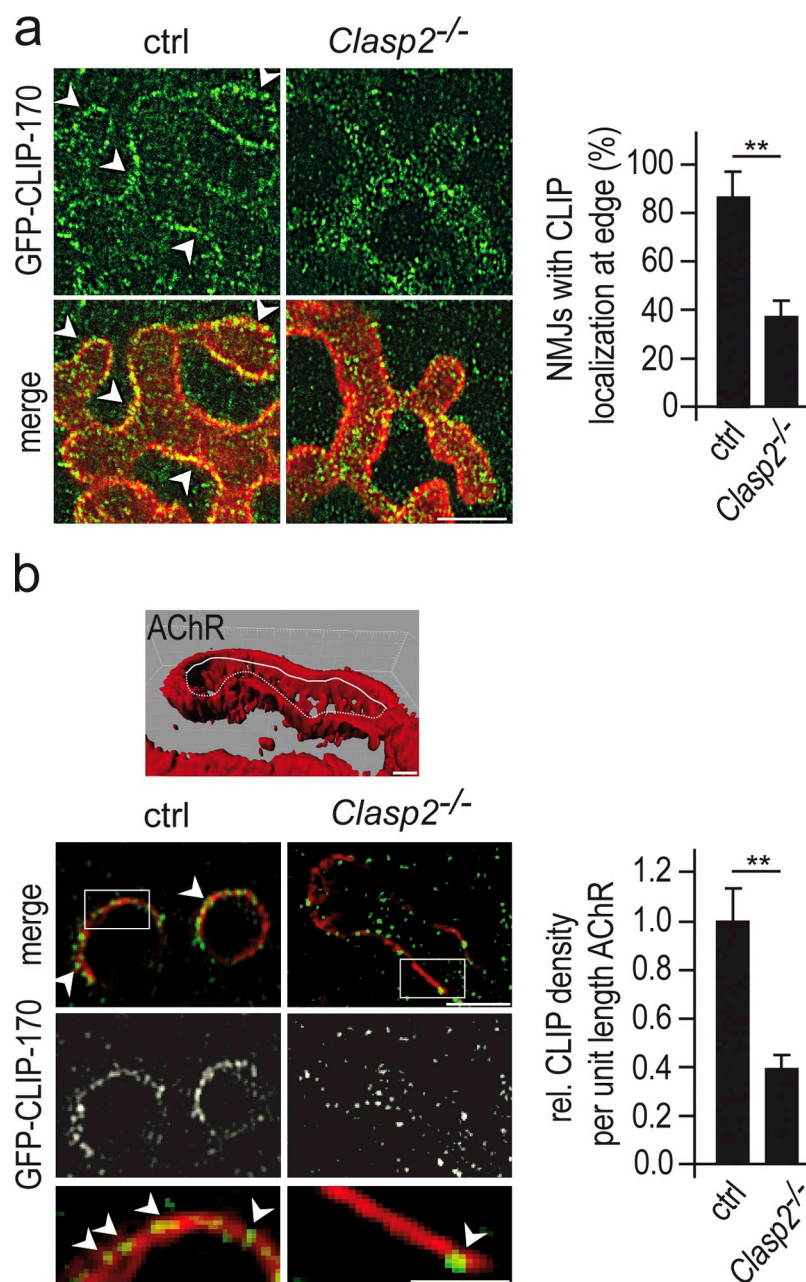 a
ctrl
Clasp2-/-
GFP-CLIP-170
merge
NMJs with CLIP
localization at edge (%)
100
80
60
40
20
0
**
ctrl
Clasp2-/-
b
AChR
ctrl
Clasp2-/-
merge
GFP-CLIP-170
rel. CLIP density
per unit length AChR
1.2
1.0
0.8
0.6
0.4
0.2
0.0
**
ctrl
Clasp2-/-